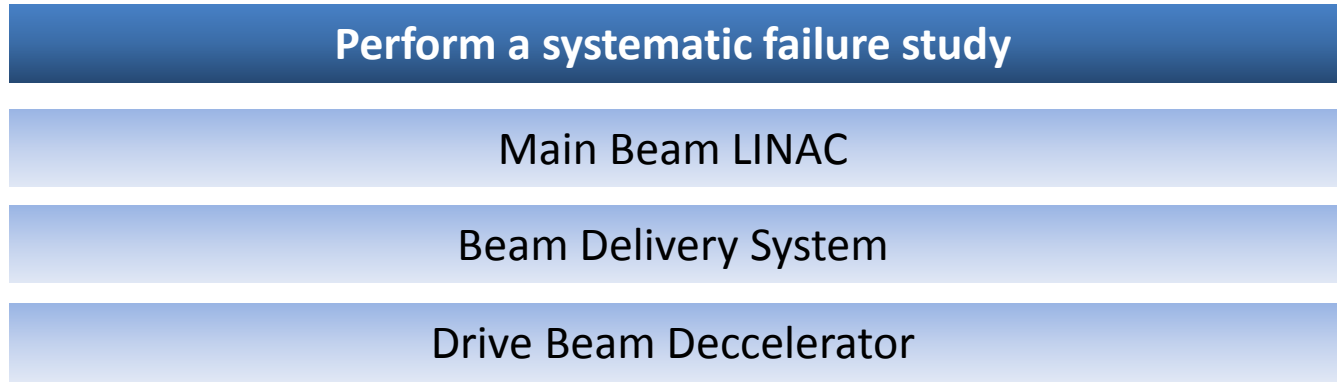 Perform a systematic failure study
Main Beam LINAC
Beam Delivery System
Drive Beam Deccelerator